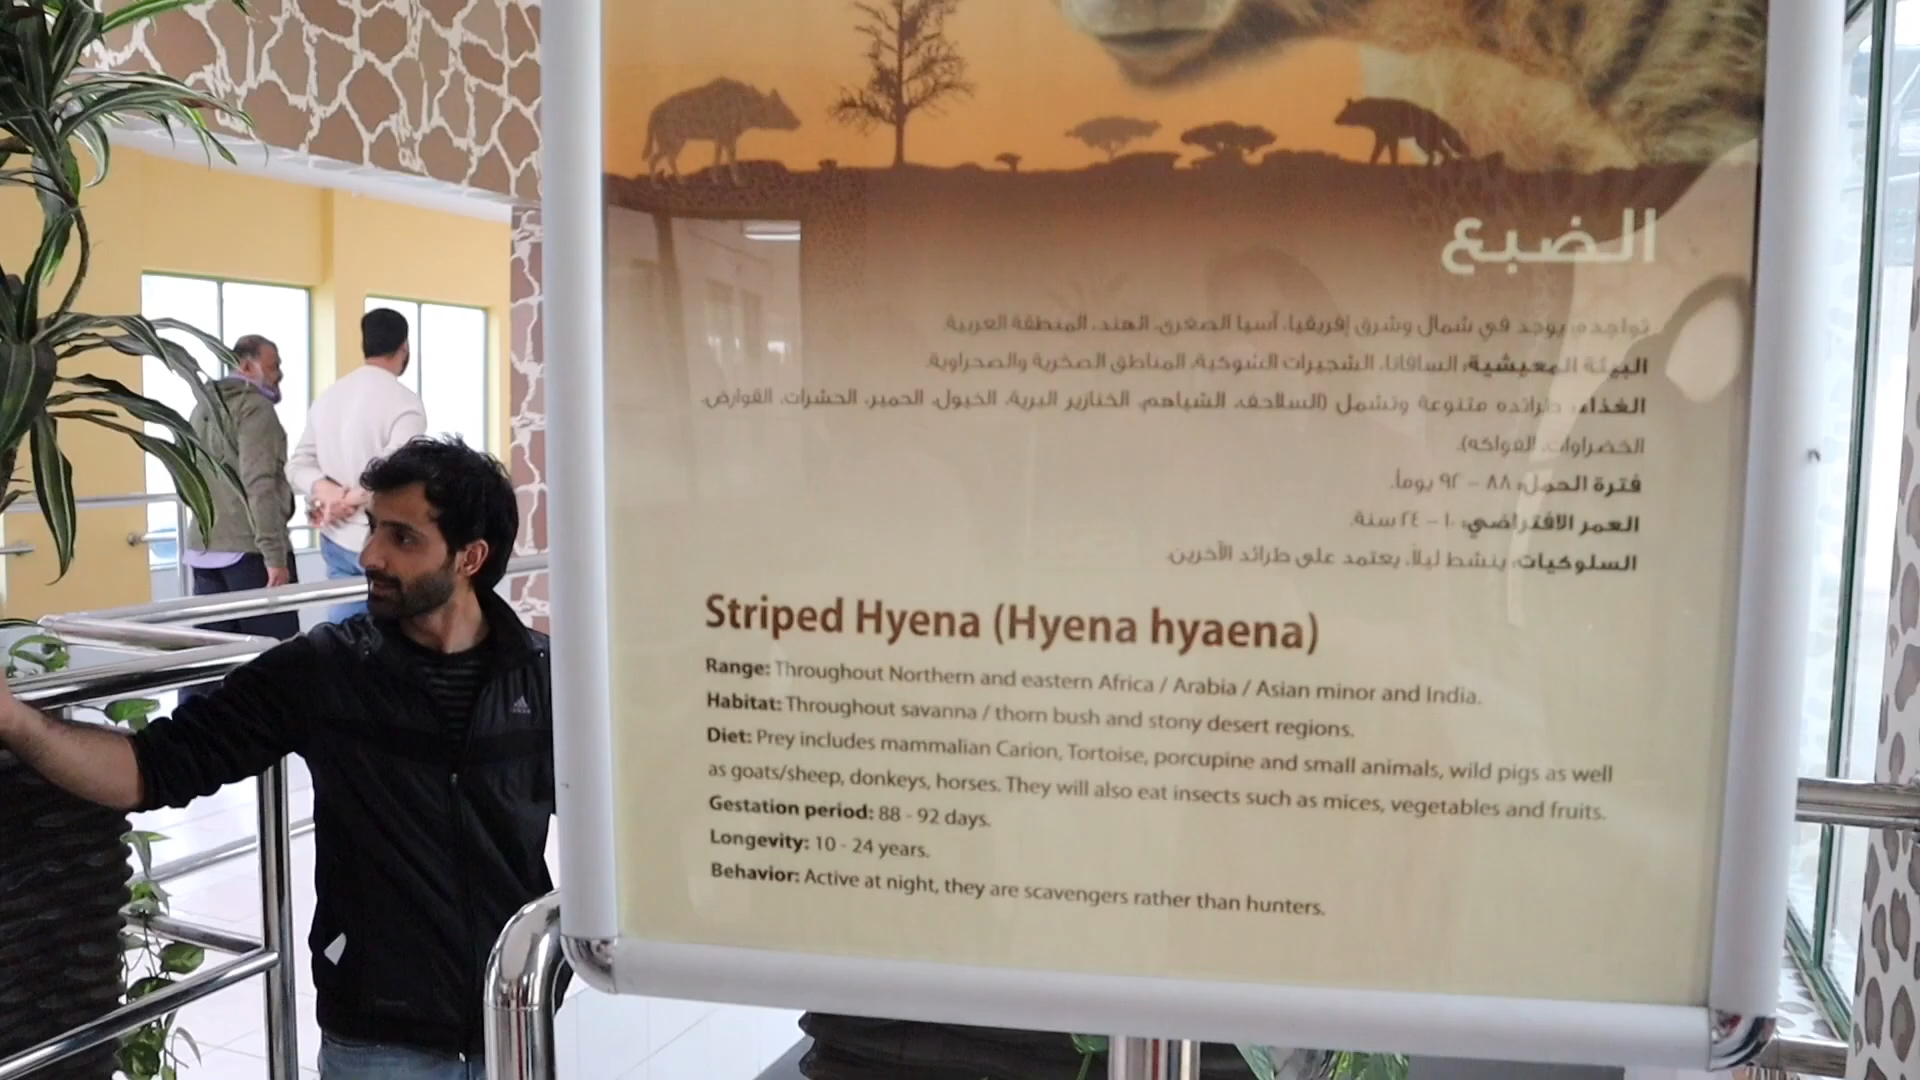 الضبع
تواجده: يوجد في شمال وشرق إفريقيا، آسيا الصغرى، الهند، المنطقة العربية.
البيئة المعيشية: السافانا، الشجيرات الشوكية، المناطق الصخرية والصحراوية.
الغذاء: طرائده متنوعة وتشمل (السلاحف، الشياهم، الخنازير البرية، الخيول، الحمير، الحشرات، القوارض،
الخضراوات، الفواكه).
فترة الحمل: ٨٨ - ٩٢ يوماً.
العمر الافتراضي: ١٠ - ٢٤ سنة.
السلوكيات: ينشط ليلاً، يعتمد على طرائد الآخرين.
Striped Hyena (Hyena hyaena)
Range: Throughout Northern and eastern Africa / Arabia / Asian minor and India.
Habitat: Throughout savanna / thorn bush and stony desert regions.
Diet: Prey includes mammalian Carion, Tortoise, porcupine and small animals, wild pigs as well
as goats/sheep, donkeys, horses. They will also eat insects such as mices, vegetables and fruits.
Gestation period: 88 - 92 days.
Longevity: 10 - 24 years.
Behavior: Active at night, they are scavengers rather than hunters.